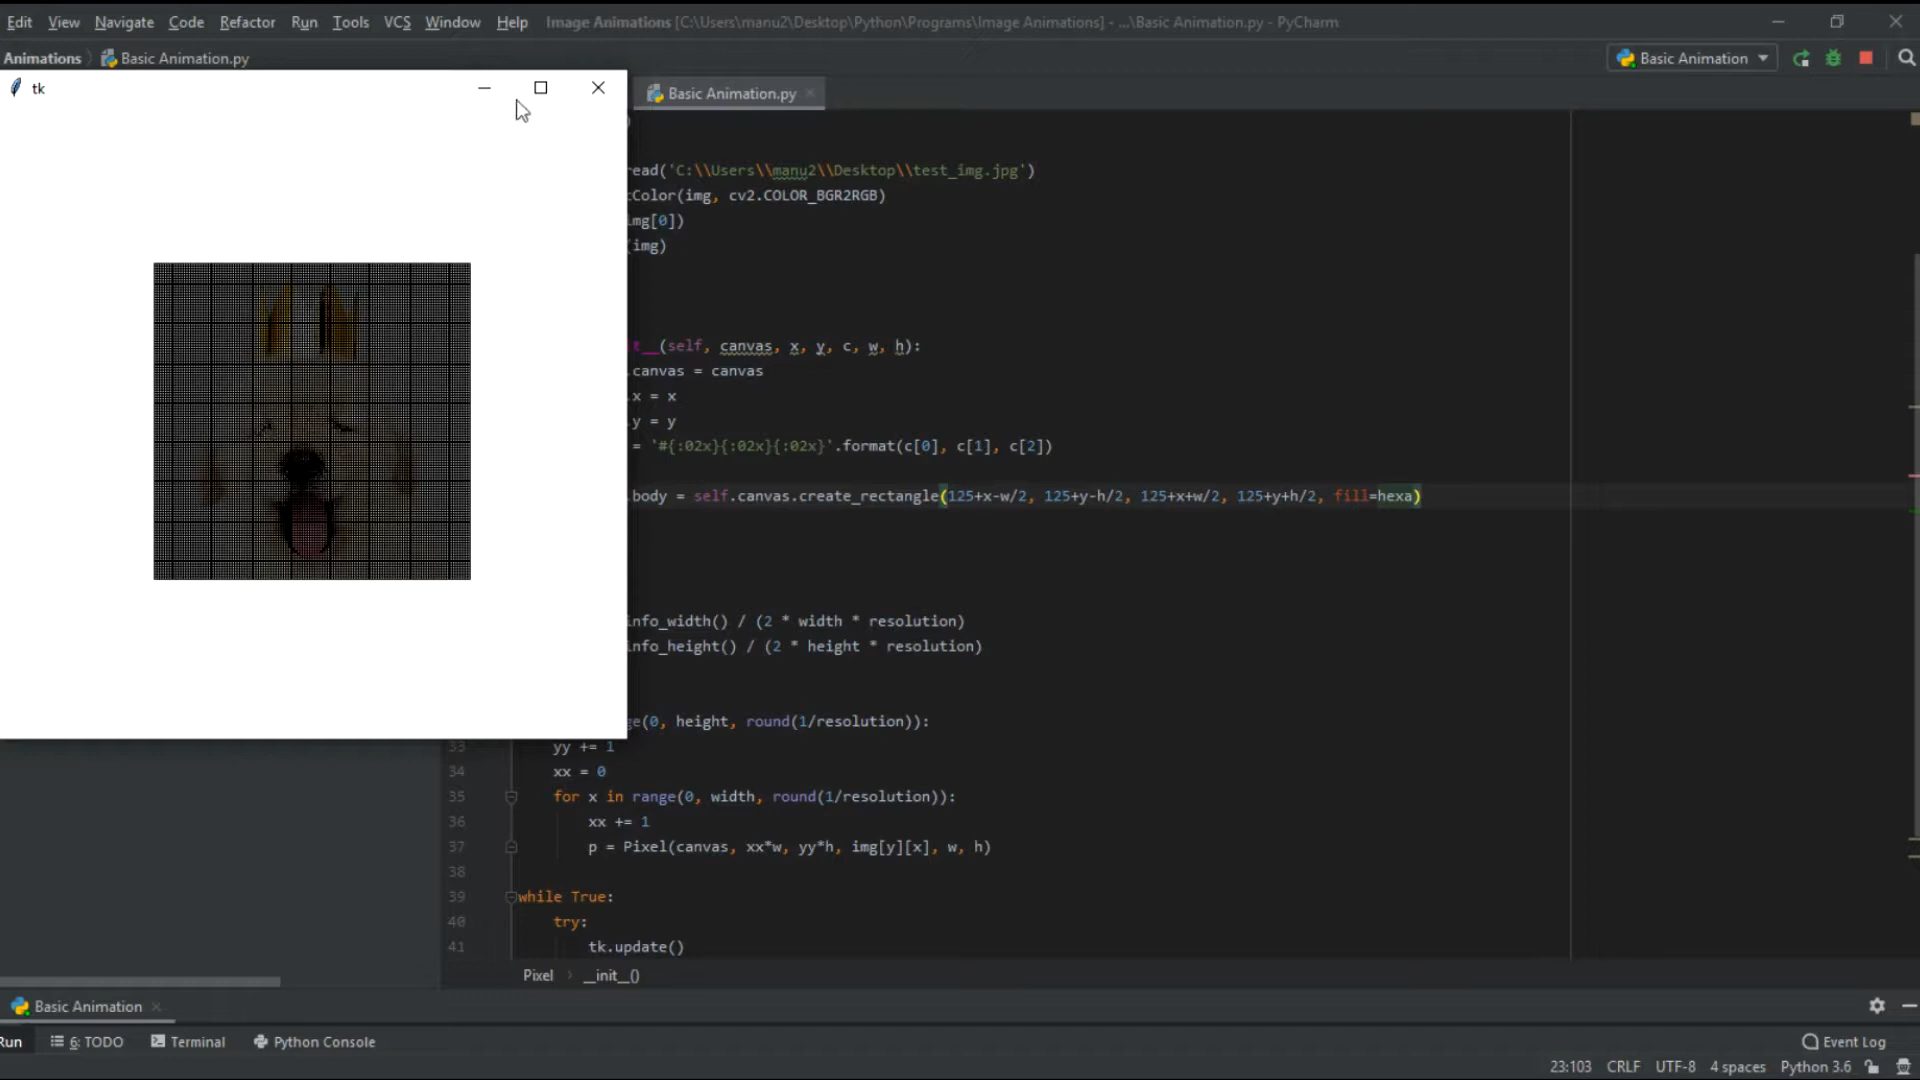 Edit View Navigate Code Refactor Run Tools VCS Window Help Image Animations [C:\Users\manu2\Desktop\Python\Programs\Image Animations] - ...\Basic Animation.py - PyCharm
Animations Basic Animation.py Basic Animation
tk
Basic Animation.py
)
read('C:\\Users\\manu2\\Desktop\\test_img.jpg')
tColor(img, cv2.COLOR_BGR2RGB)
img[0])
(img)
t__(self, canvas, x, y, c, w, h):
.canvas = canvas
.x = x
.y = y
= '#{:02x}{:02x}{:02x}'.format(c[0], c[1], c[2])
.body = self.canvas.create_rectangle(125+x-w/2, 125+y-h/2, 125+x+w/2, 125+y+h/2, fill=hexa)
info_width() / (2 * width * resolution)
info_height() / (2 * height * resolution)
ge(0, height, round(1/resolution)):
33 yy += 1
34 xx = 0
35 for x in range(0, width, round(1/resolution)):
36 xx += 1
37 p = Pixel(canvas, xx*w, yy*h, img[y][x], w, h)
38
39 while True:
40 try:
41 tk.update()
Pixel __init__()
Basic Animation
Run 6: TODO Terminal Python Console Event Log
23:103 CRLF UTF-8 4 spaces Python 3.6